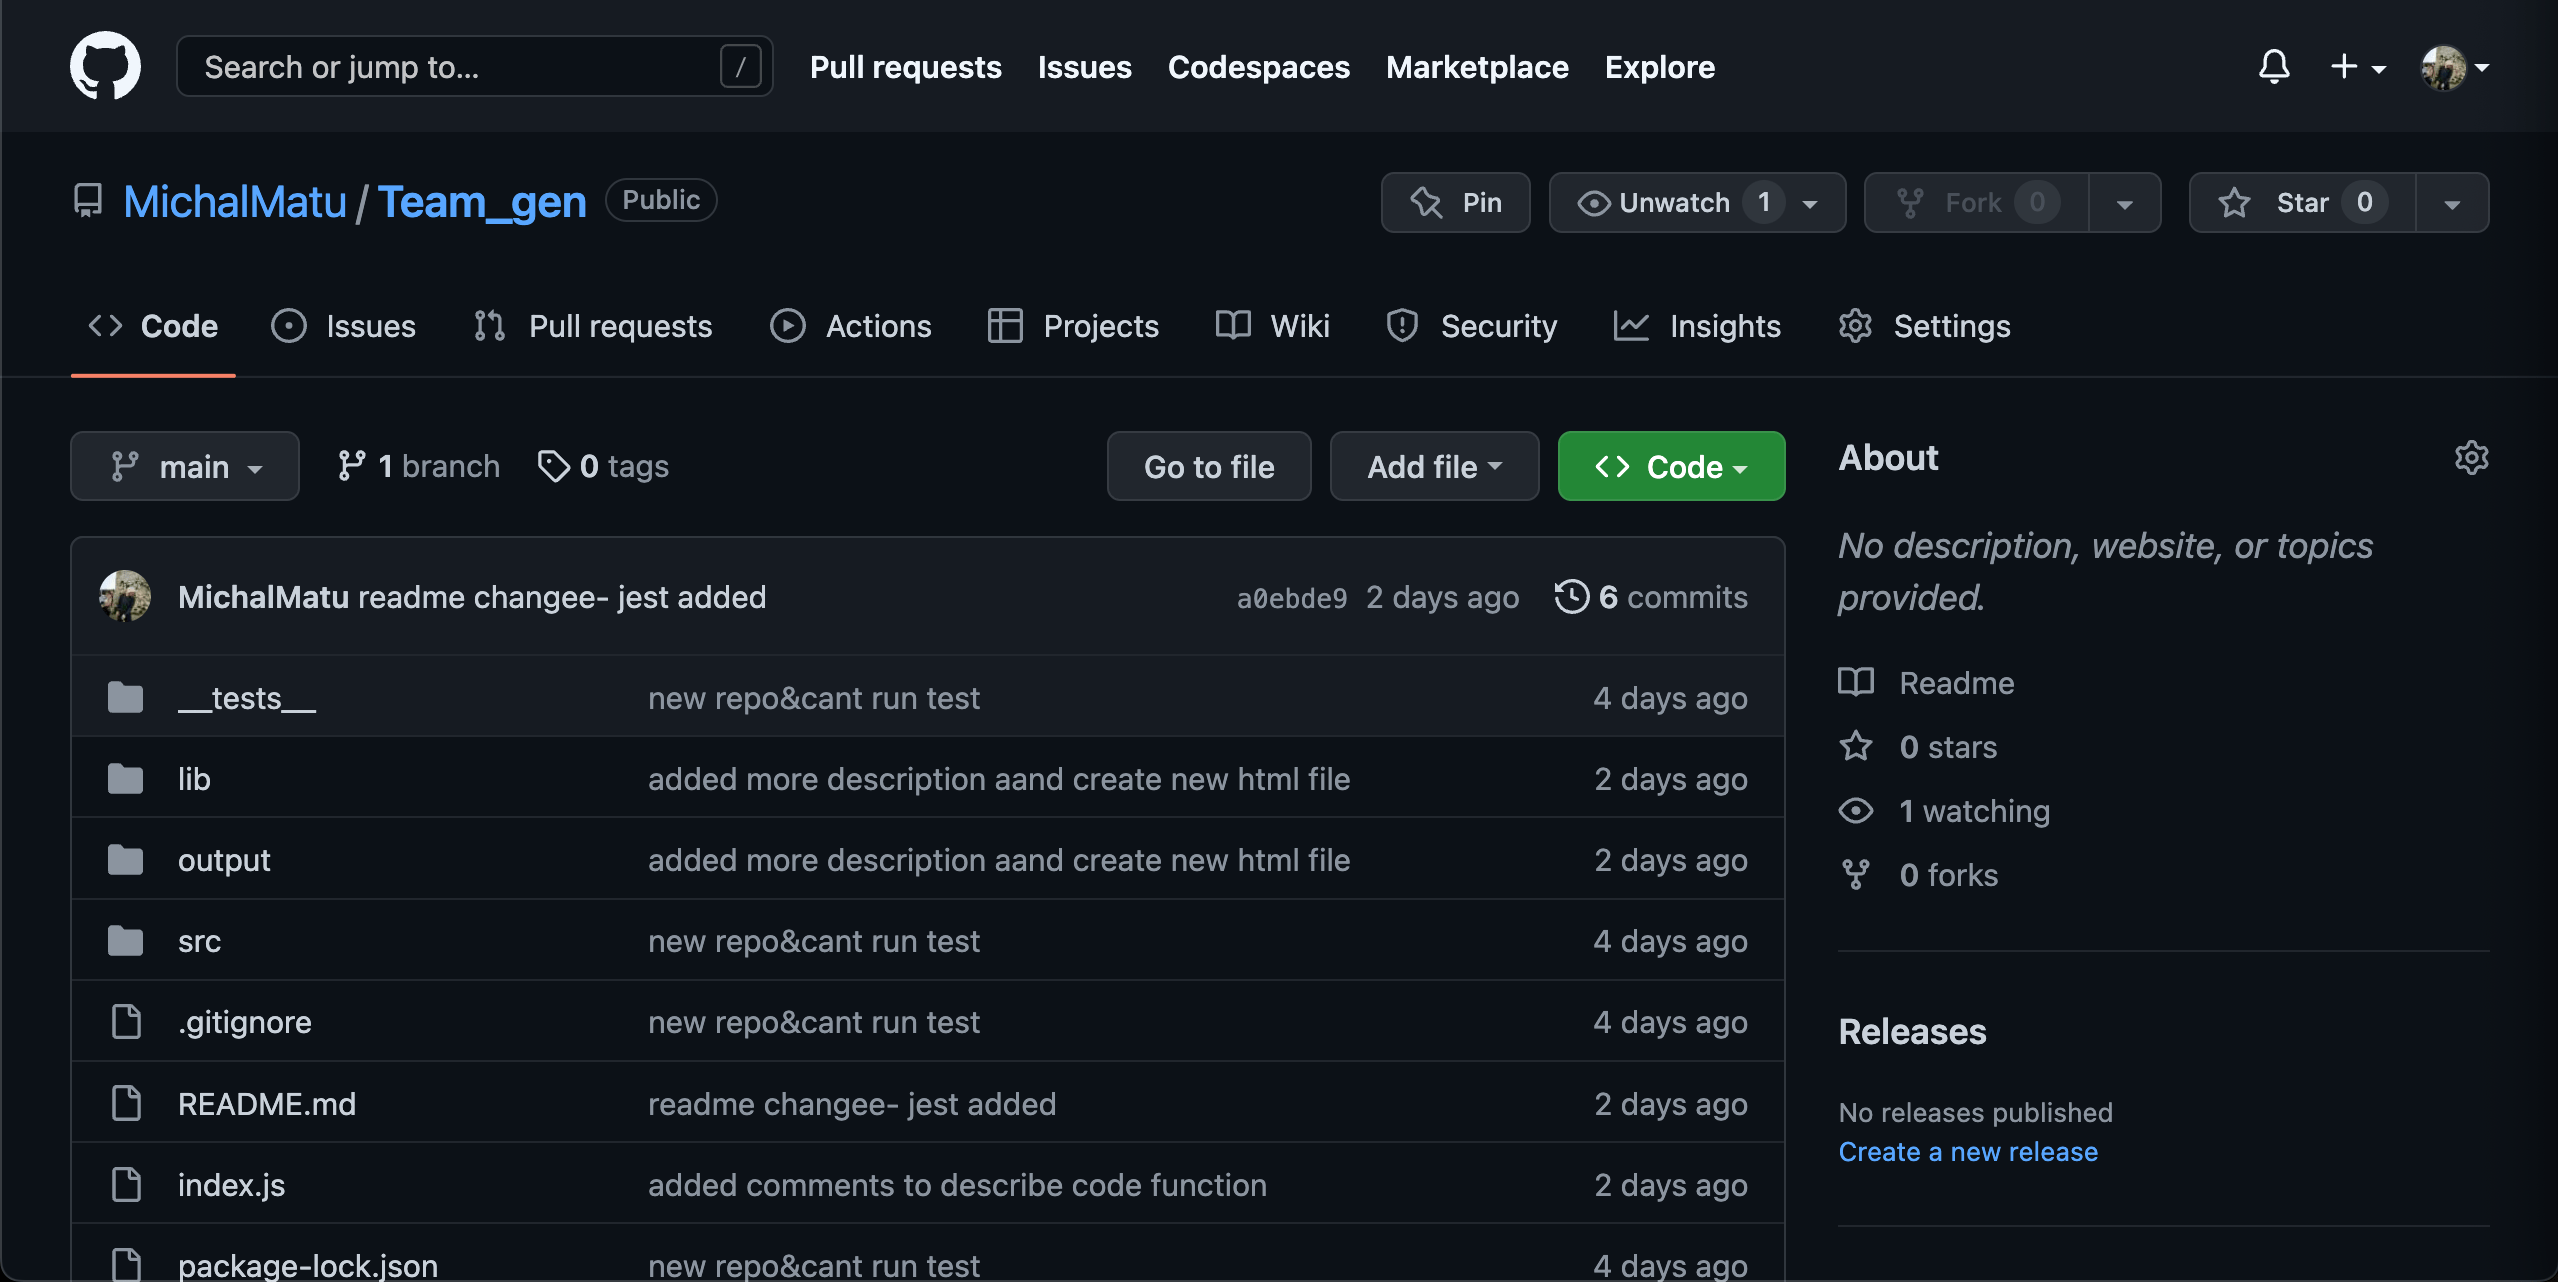 Search or jump to... / Pull requests Issues Codespaces Marketplace Explore
MichalMatu / Team_gen Public Pin Unwatch 1 Fork 0 Star 0
Code Issues Pull requests Actions Projects Wiki Security Insights Settings
main 1 branch 0 tags Go to file Add file Code
MichalMatu readme changee- jest added a0ebde9 2 days ago 6 commits
__tests__ new repo&cant run test 4 days ago
lib added more description aand create new html file 2 days ago
output added more description aand create new html file 2 days ago
src new repo&cant run test 4 days ago
.gitignore new repo&cant run test 4 days ago
README.md readme changee- jest added 2 days ago
index.js added comments to describe code function 2 days ago
package-lock.json new repo&cant run test 4 days ago
About
No description, website, or topics
provided.
Readme
0 stars
1 watching
0 forks
Releases
No releases published
Create a new release